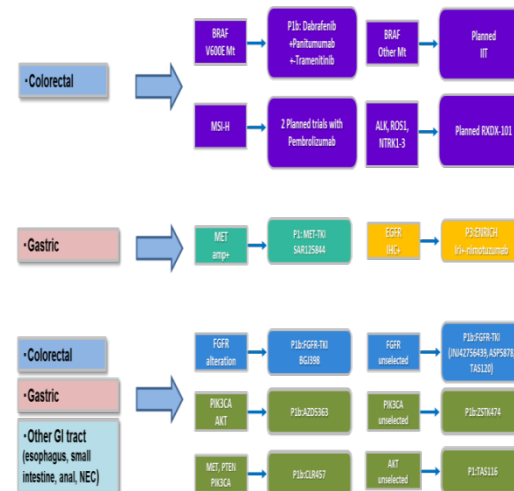 BRAF
V600E Mt
P1b: Dabrafenib
+Panitumumab
+-Tramenitinib
BRAF
Other Mt
Planned
IIT
・Colorectal
MSI-H
2 Planned trials with
Pembrolizumab
ALK, ROS1,
NTRK1-3
Planned RXDX-101
・Gastric
MET
amp+
P1: MET-TKI
SAR125844
EGFR
IHC+
P3:ENRICH
Iri+-nimotuzumab
・Colorectal
FGFR
alteration
P1b:FGFR-TKI
BGJ398
FGFR
unselected
P1b:FGFR-TKI
(JNJ42756439, ASP5878,
TAS120)
・Gastric
PIK3CA
AKT
P1b:AZD5363
PIK3CA
unselected
P1b:ZSTK474
・Other GI tract
(esophagus, small
intestine, anal, NEC)
MET, PTEN
PIK3CA
P1b:CLR457
AKT
unselected
P1:TAS116